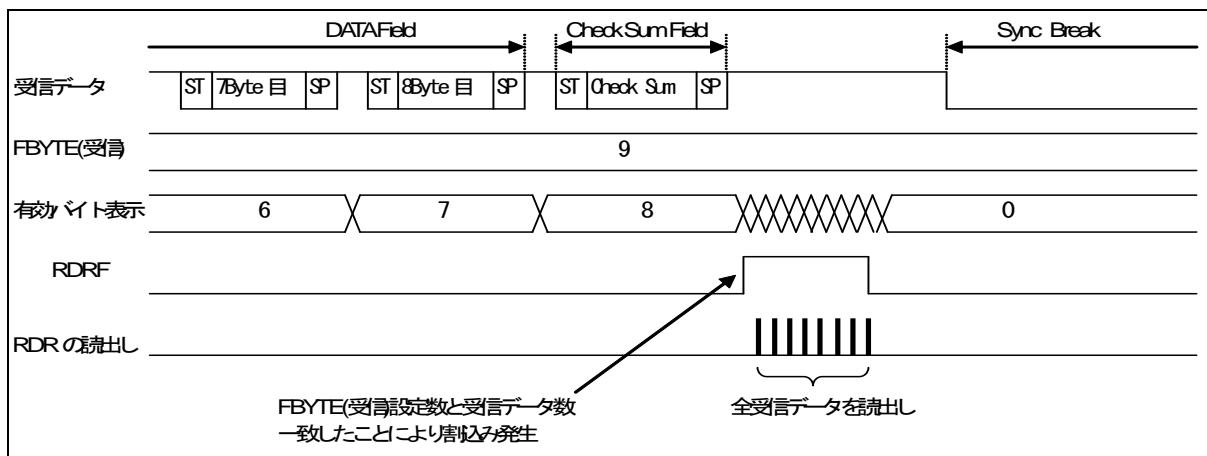 DATA Field Check Sum Field Sync Break
受信データ ST 7Byte 目 SP ST 8Byte 目 SP ST Check Sum SP
FBYTE(受信) 9
有効バイト表示 6 7 8 0
RDRF
RDR の読出し
FBYTE(受信)設定数と受信データ数
一致したことにより割込み発生
全受信データを読出し